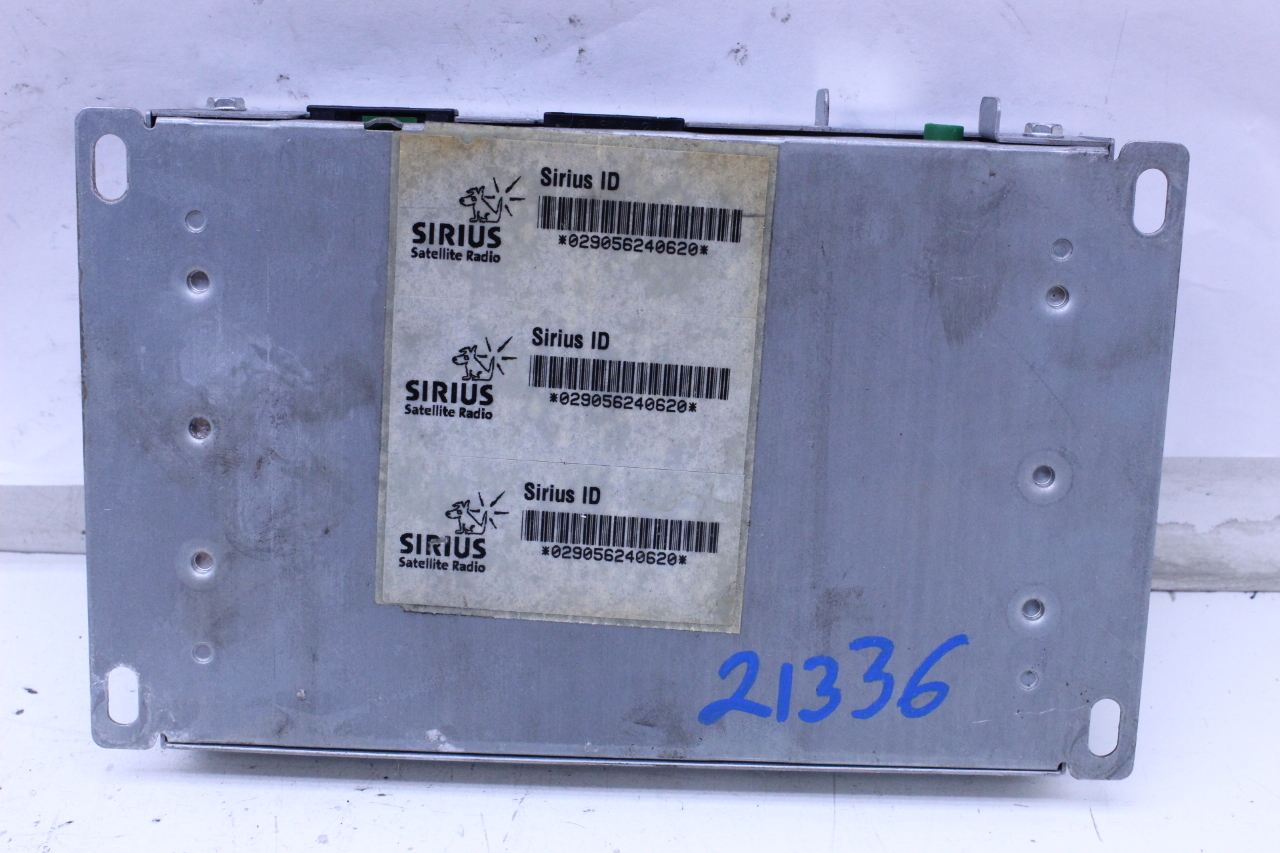 Sirius ID
SIRIUS
Satellite Radio
*029056240620*
Sirius ID
SIRIUS
Satellite Radio
*029056240620*
Sirius ID
SIRIUS
Satellite Radio
*029056240620*
21336